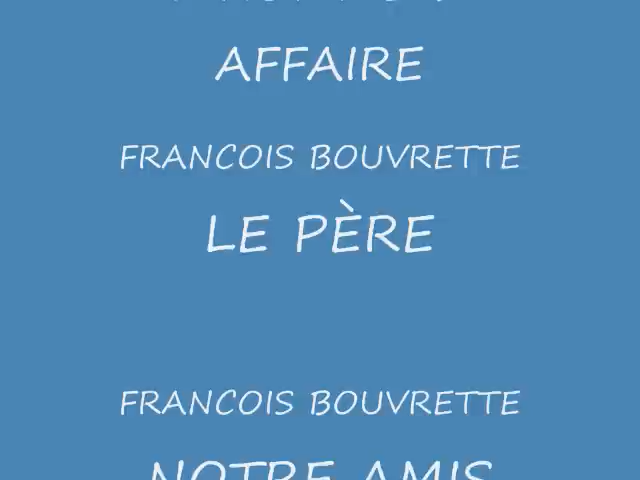 AFFAIRE
FRANCOIS BOUVRETTE
LE PÈRE
FRANCOIS BOUVRETTE
NOTRE AMIS